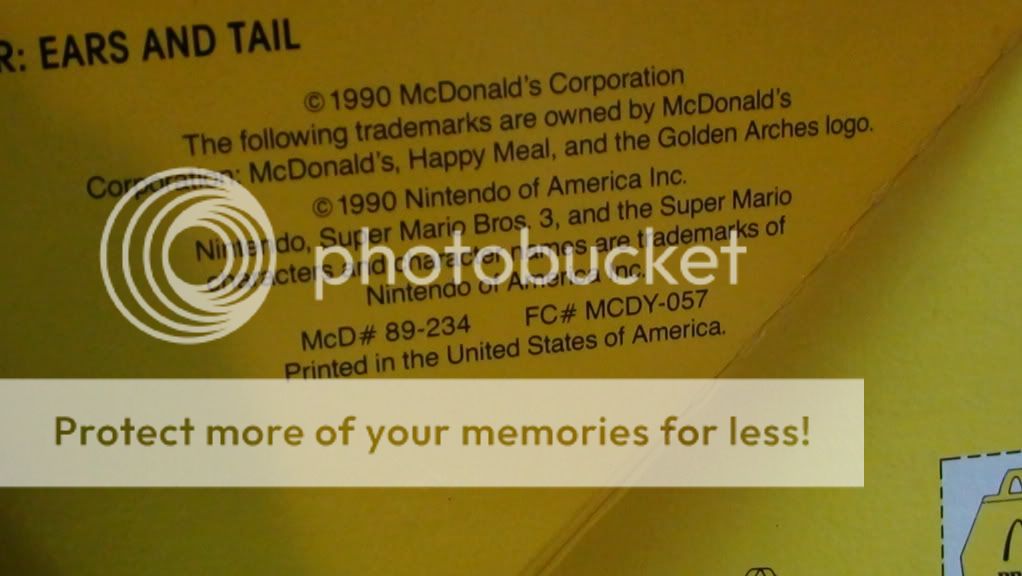 R: EARS AND TAIL
© 1990 McDonald's Corporation
The following trademarks are owned by McDonald's
Corporation: McDonald's, Happy Meal, and the Golden Arches logo.
© 1990 Nintendo of America Inc.
Nintendo, Super Mario Bros. 3, and the Super Mario
characters and character names are trademarks of
Nintendo of America Inc.
McD# 89-234 FC# MCDY-057
Printed in the United States of America.
photobucket
Protect more of your memories for less!